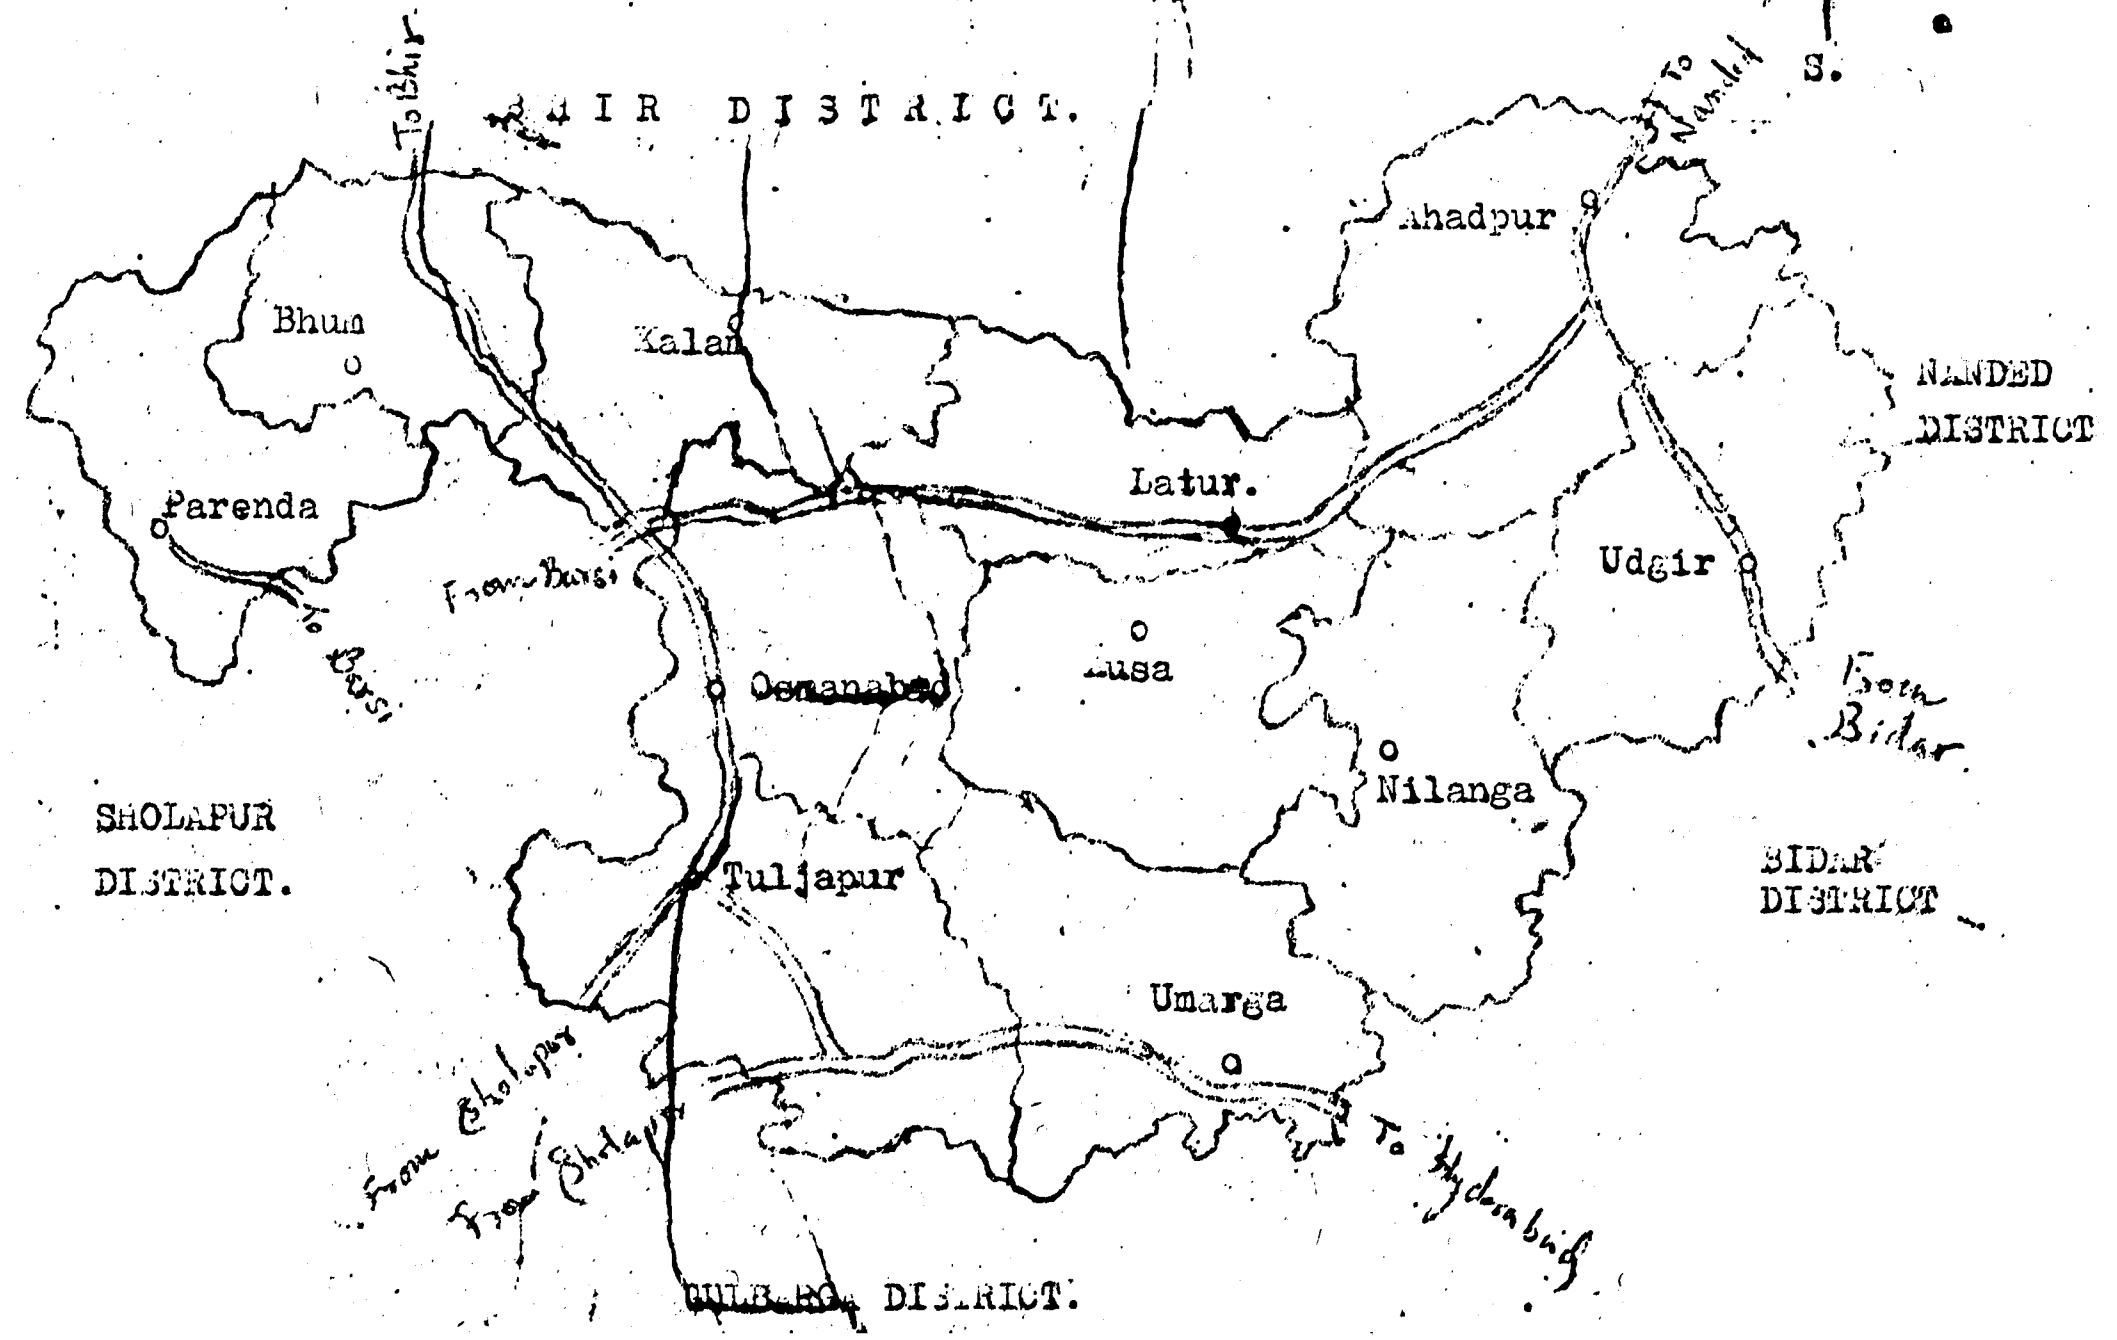 To Bhir
BHIR DISTRICT.
To Nanded
S.
Ahadpur
Bhum
Kalam
NANDED
DISTRICT
Latur.
Parenda
From Barsi
To Barsi
Udgir
Ausa
Osmanabad
From
Bidar
Nilanga
SHOLAPUR
DISTRICT.
Tuljapur
BIDAR
DISTRICT
Umarga
From Sholapur
From Sholapur
To Hyderabad
GULBARGA DISTRICT.